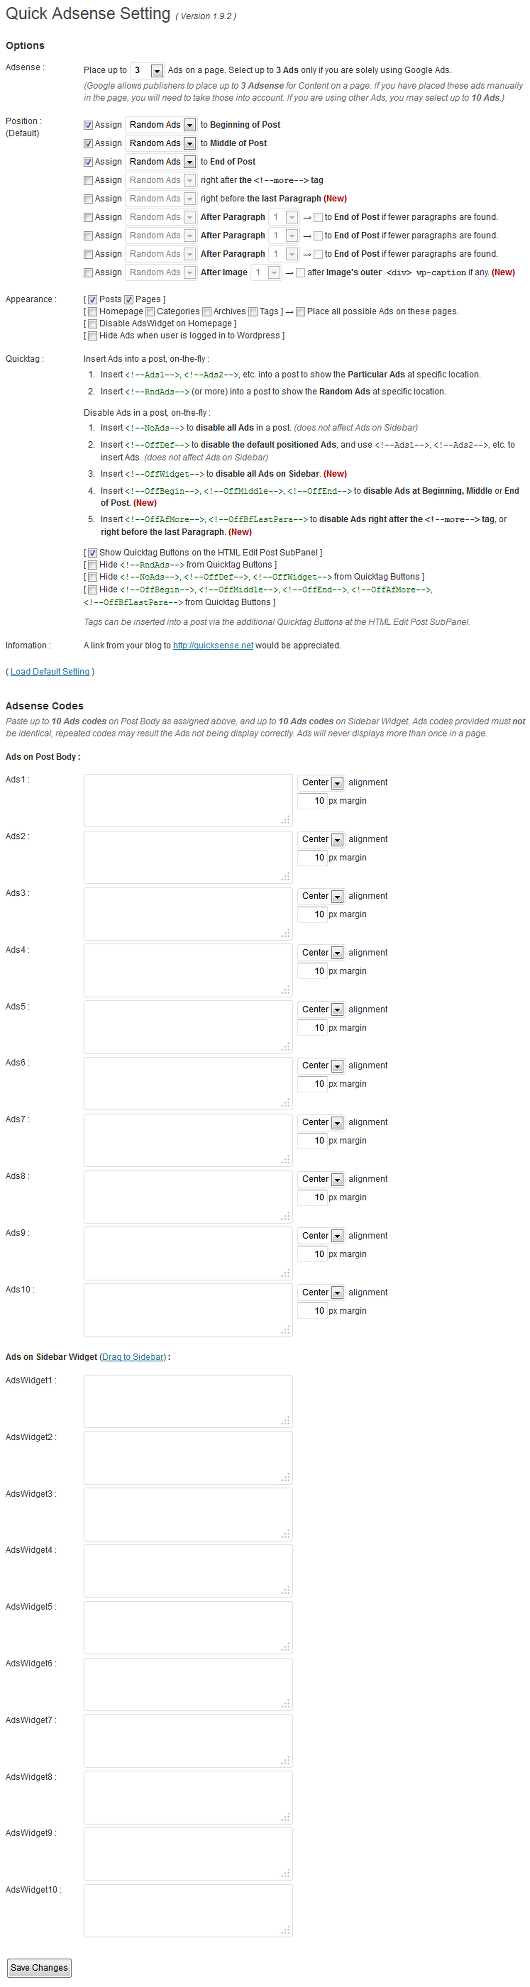 Quick Adsense Setting ( Version 1.9.2 )
Options
Adsense : Place up to 3 Ads on a page. Select up to 3 Ads only if you are solely using Google Ads.
(Google allows publishers to place up to 3 Adsense for Content on a page. If you have placed these ads manually
in the page, you will need to take those into account. If you are using other Ads, you may select up to 10 Ads.)
Position : Assign Random Ads to Beginning of Post
(Default)
Assign Random Ads to Middle of Post
Assign Random Ads to End of Post
Assign Random Ads right after the <!--more--> tag
Assign Random Ads right before the last Paragraph (New)
Assign Random Ads After Paragraph 1 → to End of Post if fewer paragraphs are found.
Assign Random Ads After Paragraph 1 → to End of Post if fewer paragraphs are found.
Assign Random Ads After Paragraph 1 → to End of Post if fewer paragraphs are found.
Assign Random Ads After Image 1 → after Image's outer <div> wp-caption if any. (New)
Appearance : [ Posts Pages ]
[ Homepage Categories Archives Tags ] → Place all possible Ads on these pages.
[ Disable AdsWidget on Homepage ]
[ Hide Ads when user is logged in to Wordpress ]
Quicktag : Insert Ads into a post, on-the-fly :
1. Insert <!--Ads1-->, <!--Ads2-->, etc. into a post to show the Particular Ads at specific location.
2. Insert <!--RndAds--> (or more) into a post to show the Random Ads at specific location.
Disable Ads in a post, on-the-fly :
1. Insert <!--NoAds--> to disable all Ads in a post. (does not affect Ads on Sidebar)
2. Insert <!--OffDef--> to disable the default positioned Ads, and use <!--Ads1-->, <!--Ads2-->, etc. to
insert Ads. (does not affect Ads on Sidebar)
3. Insert <!--OffWidget--> to disable all Ads on Sidebar. (New)
4. Insert <!--OffBegin-->, <!--OffMiddle-->, <!--OffEnd--> to disable Ads at Beginning, Middle or End
of Post. (New)
5. Insert <!--OffAfMore-->, <!--OffBfLastPara--> to disable Ads right after the <!--more--> tag, or
right before the last Paragraph. (New)
[ Show Quicktag Buttons on the HTML Edit Post SubPanel ]
[ Hide <!--RndAds--> from Quicktag Buttons ]
[ Hide <!--NoAds-->, <!--OffDef-->, <!--OffWidget--> from Quicktag Buttons ]
[ Hide <!--OffBegin-->, <!--OffMiddle-->, <!--OffEnd-->, <!--OffAfMore-->,
<!--OffBfLastPara--> from Quicktag Buttons ]
Tags can be inserted into a post via the additional Quicktag Buttons at the HTML Edit Post SubPanel.
Infomation : A link from your blog to http://quicksense.net would be appreciated.
( Load Default Setting )
Adsense Codes
Paste up to 10 Ads codes on Post Body as assigned above, and up to 10 Ads codes on Sidebar Widget. Ads codes provided must not
be identical, repeated codes may result the Ads not being display correctly. Ads will never displays more than once in a page.
Ads on Post Body :
Ads1 : Center alignment
10 px margin
Ads2 : Center alignment
10 px margin
Ads3 : Center alignment
10 px margin
Ads4 : Center alignment
10 px margin
Ads5 : Center alignment
10 px margin
Ads6 : Center alignment
10 px margin
Ads7 : Center alignment
10 px margin
Ads8 : Center alignment
10 px margin
Ads9 : Center alignment
10 px margin
Ads10 : Center alignment
10 px margin
Ads on Sidebar Widget (Drag to Sidebar) :
AdsWidget1 :
AdsWidget2 :
AdsWidget3 :
AdsWidget4 :
AdsWidget5 :
AdsWidget6 :
AdsWidget7 :
AdsWidget8 :
AdsWidget9 :
AdsWidget10 :
Save Changes